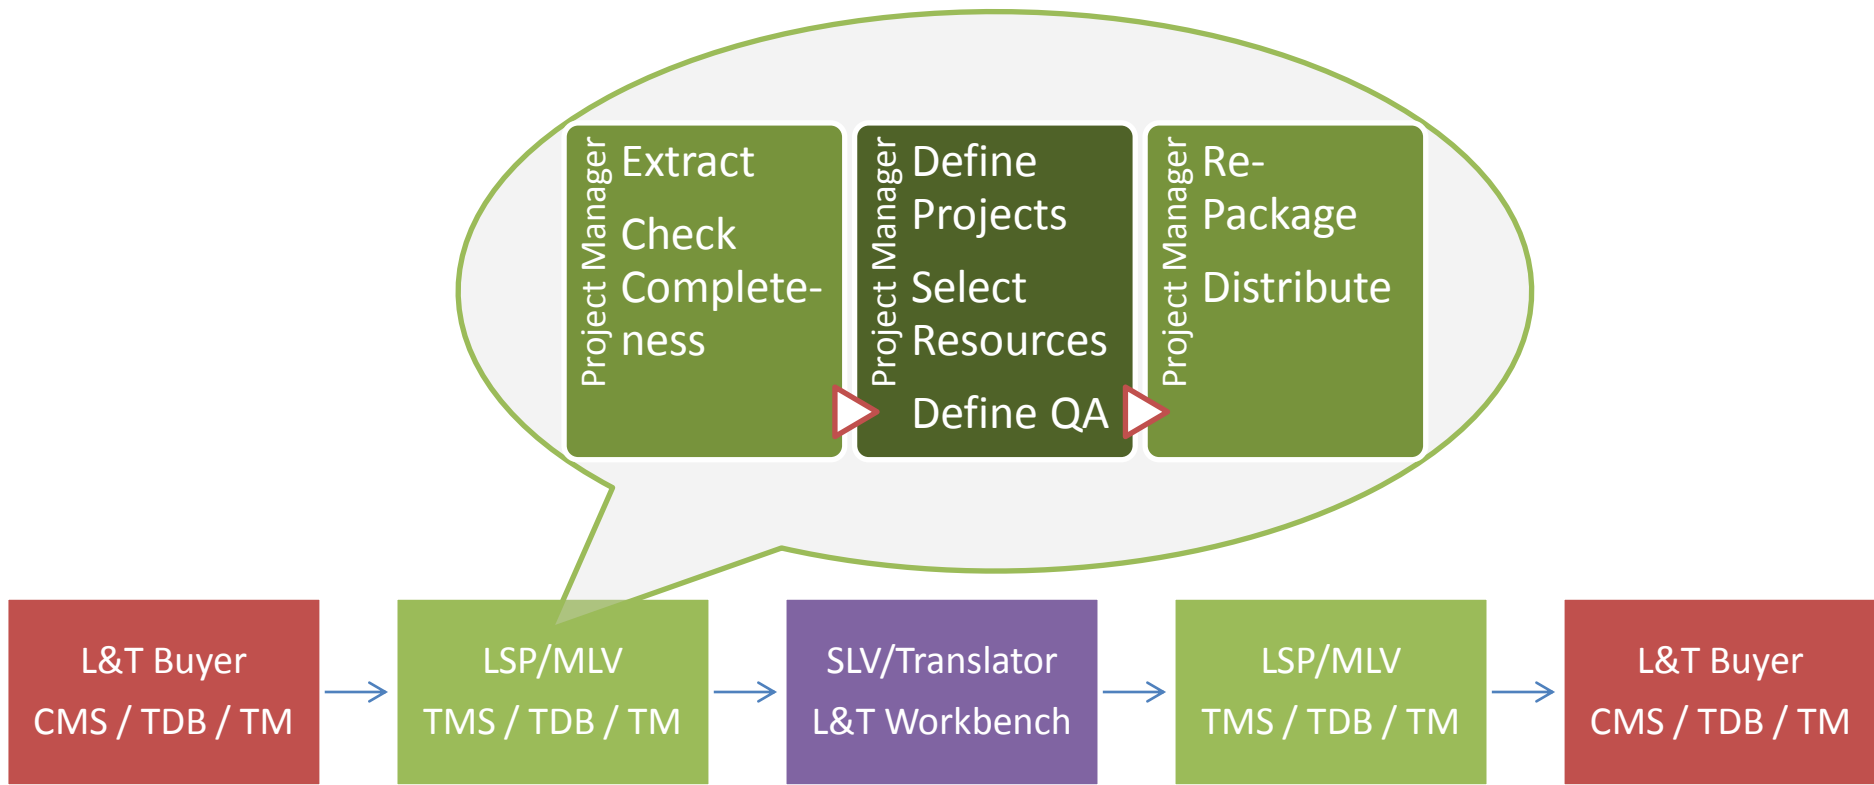 Project Manager
Extract
Check
Complete-
ness
Project Manager
Define
Projects
Select
Resources
Define QA
Project Manager
Re-
Package
Distribute
L&T Buyer
CMS / TDB / TM
LSP/MLV
TMS / TDB / TM
SLV/Translator
L&T Workbench
LSP/MLV
TMS / TDB / TM
L&T Buyer
CMS / TDB / TM